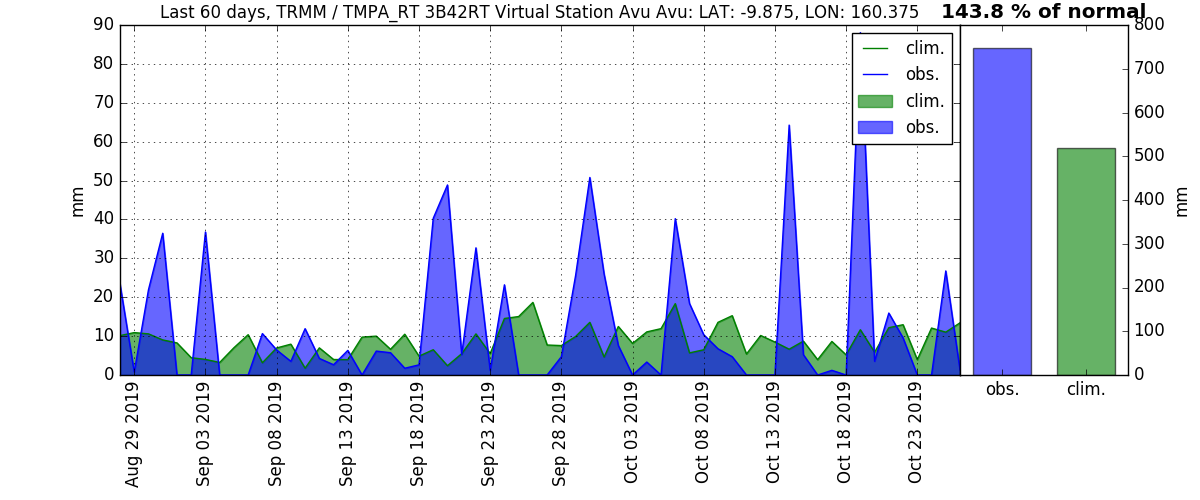 Last 60 days, TRMM / TMPA_RT 3B42RT Virtual Station Avu Avu: LAT: -9.875, LON: 160.375
143.8 % of normal
90
80
70
60
50
40
30
20
10
0
mm
clim.
obs.
clim.
obs.
Aug 29 2019
Sep 03 2019
Sep 08 2019
Sep 13 2019
Sep 18 2019
Sep 23 2019
Sep 28 2019
Oct 03 2019
Oct 08 2019
Oct 13 2019
Oct 18 2019
Oct 23 2019
800
700
600
500
400
300
200
100
0
mm
obs.
clim.